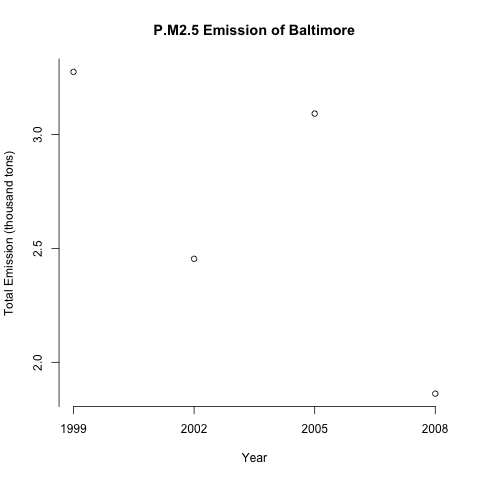 P.M2.5 Emission of Baltimore
Total Emission (thousand tons)
3.0
2.5
2.0
1999 2002 2005 2008
Year